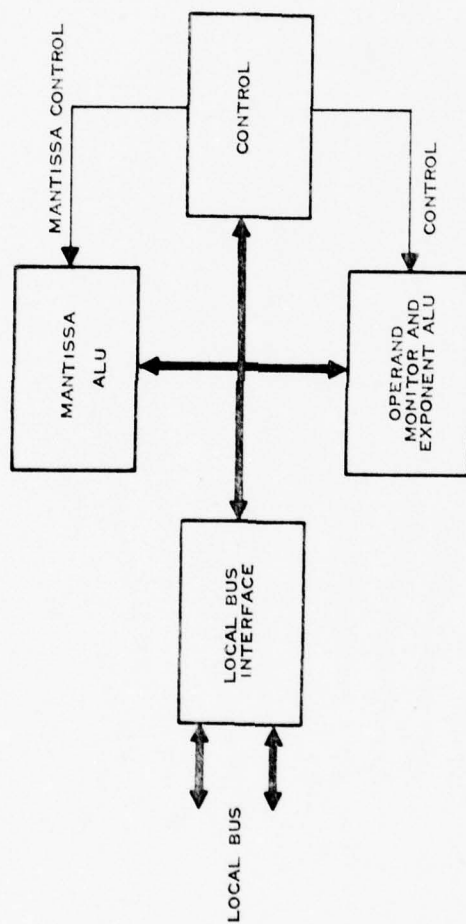 MANTISSA CONTROL
MANTISSA
ALU
CONTROL
LOCAL BUS
INTERFACE
LOCAL BUS
OPERAND
MONITOR AND
EXPONENT ALU
CONTROL